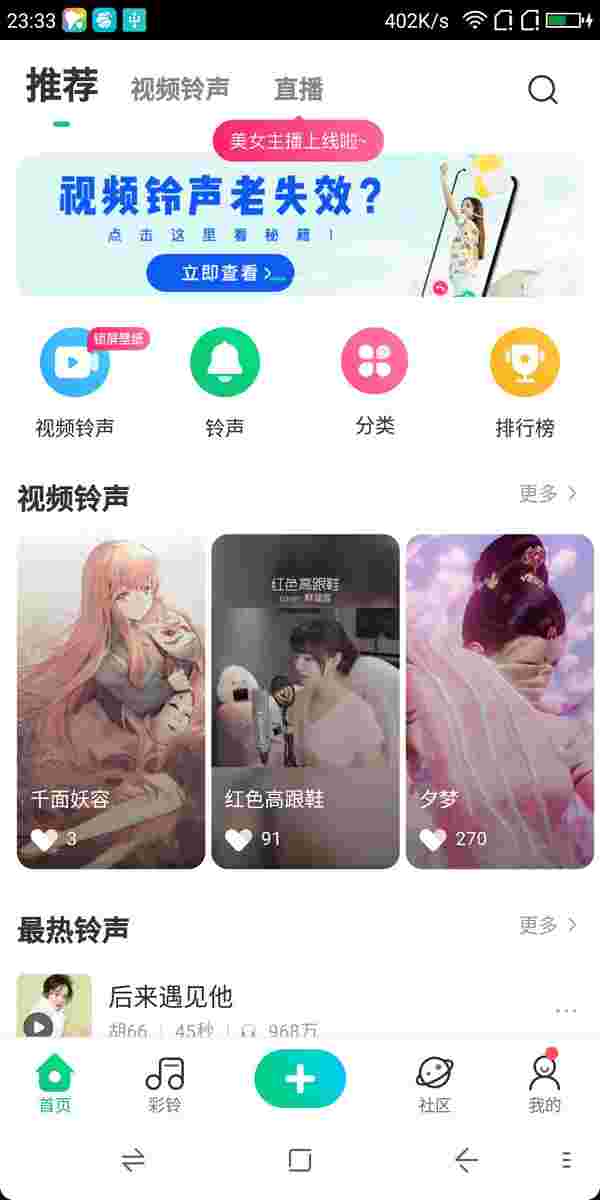 23:33
402K/s
推荐
视频铃声
直播
美女主播上线啦~
视频铃声老失效？
点击这里看秘籍！
立即查看
锁屏壁纸
视频铃声
铃声
分类
排行榜
视频铃声
更多
红色高跟鞋
千面妖容
3
红色高跟鞋
91
夕梦
270
最热铃声
更多
后来遇见他
胡66 | 45秒 | 968万
首页
彩铃
社区
我的